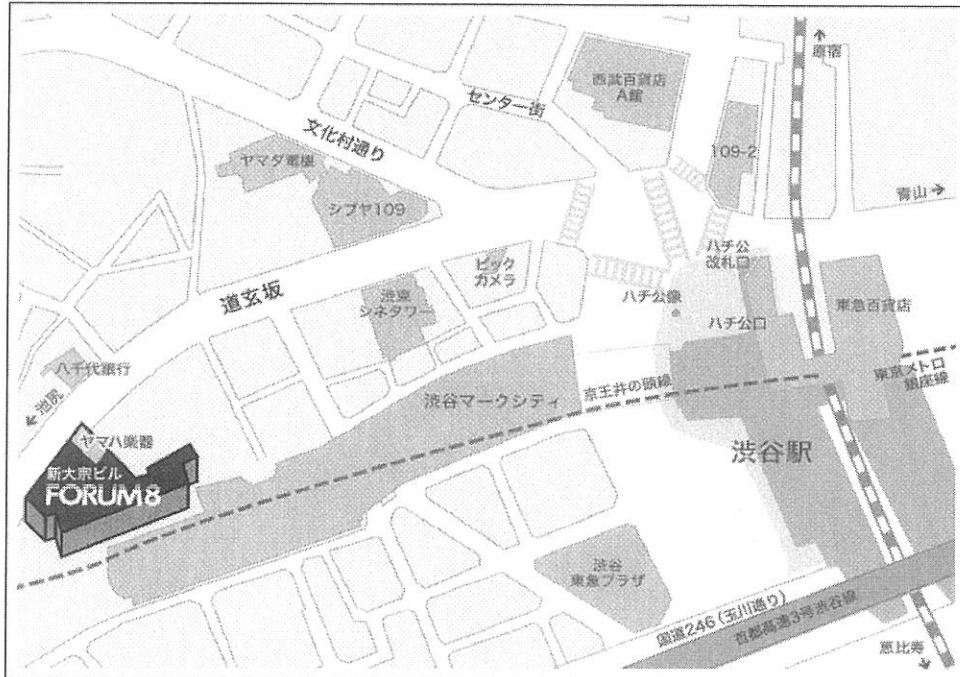 原宿
西武百貨店
A館
センター街
109-2
文化村通り
ヤマダ電機
シブヤ109
青山
ハチ公
改札口
ビック
カメラ
道玄坂
渋東
シネタワー
ハチ公像
ハチ公口
東急百貨店
八千代銀行
池尻
京王井の頭線
東京メトロ
銀座線
渋谷マークシティ
ヤマハ楽器
新大宗ビル
FORUM8
渋谷駅
渋谷
東急プラザ
国道246(玉川通り)
首都高速3号渋谷線
恵比寿